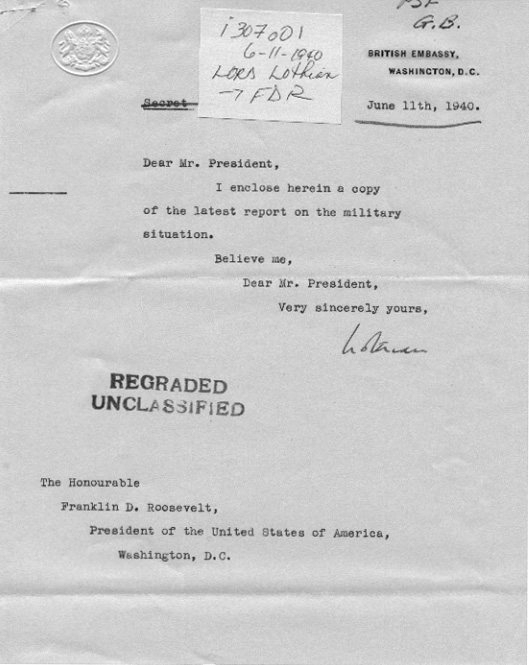 PSF
G.B.
i307001
6-11-1940
LORD Lothian
→ FDR
BRITISH EMBASSY,
WASHINGTON, D.C.
Secret
June 11th, 1940.
Dear Mr. President,
I enclose herein a copy
of the latest report on the military
situation.
Believe me,
Dear Mr. President,
Very sincerely yours,
Lothian
REGRADED
UNCLASSIFIED
The Honourable
Franklin D. Roosevelt,
President of the United States of America,
Washington, D.C.